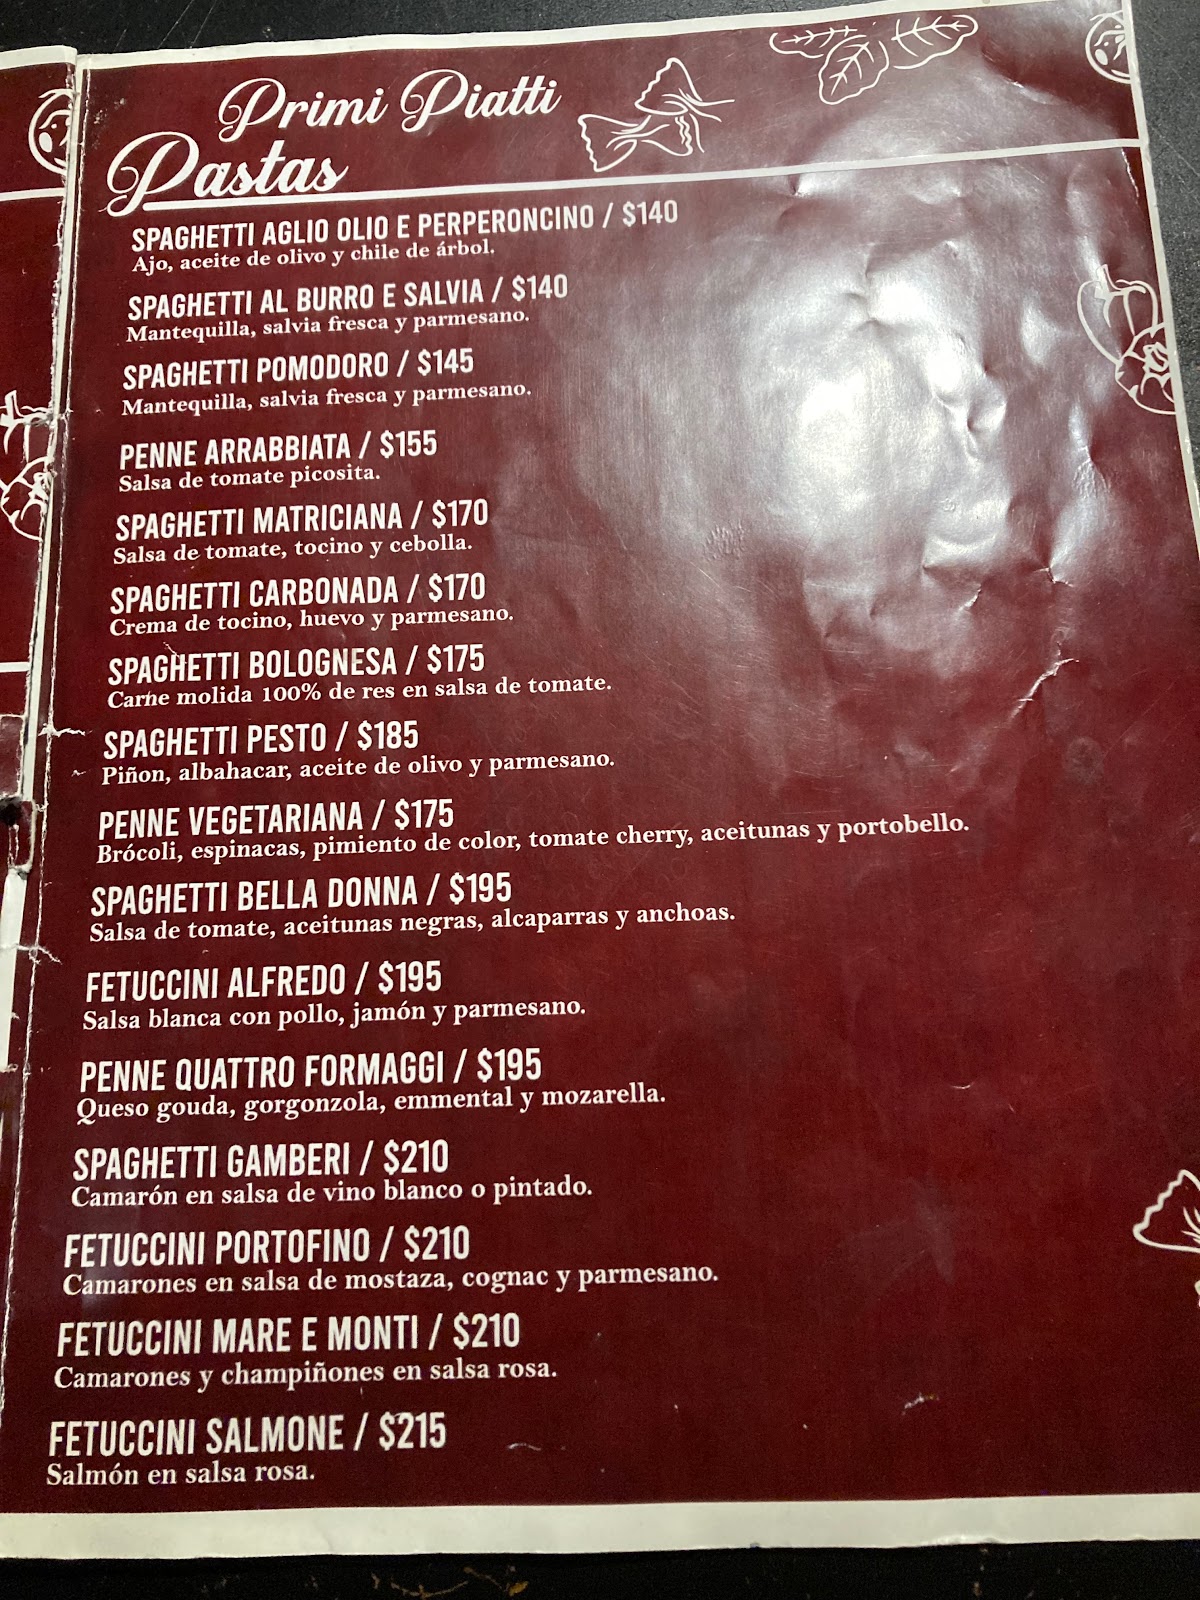 Primi Piatti
Pastas
SPAGHETTI AGLIO OLIO E PERPERONCINO / $140
Ajo, aceite de olivo y chile de árbol.
SPAGHETTI AL BURRO E SALVIA / $140
Mantequilla, salvia fresca y parmesano.
SPAGHETTI POMODORO / $145
Mantequilla, salvia fresca y parmesano.
PENNE ARRABBIATA / $155
Salsa de tomate picosita.
SPAGHETTI MATRICIANA / $170
Salsa de tomate, tocino y cebolla.
SPAGHETTI CARBONADA / $170
Crema de tocino, huevo y parmesano.
SPAGHETTI BOLOGNESA / $175
Carne molida 100% de res en salsa de tomate.
SPAGHETTI PESTO / $185
Piñon, albahacar, aceite de olivo y parmesano.
PENNE VEGETARIANA / $175
Brócoli, espinacas, pimiento de color, tomate cherry, aceitunas y portobello.
SPAGHETTI BELLA DONNA / $195
Salsa de tomate, aceitunas negras, alcaparras y anchoas.
FETUCCINI ALFREDO / $195
Salsa blanca con pollo, jamón y parmesano.
PENNE QUATTRO FORMAGGI / $195
Queso gouda, gorgonzola, emmental y mozarella.
SPAGHETTI GAMBERI / $210
Camarón en salsa de vino blanco o pintado.
FETUCCINI PORTOFINO / $210
Camarones en salsa de mostaza, cognac y parmesano.
FETUCCINI MARE E MONTI / $210
Camarones y champiñones en salsa rosa.
FETUCCINI SALMONE / $215
Salmón en salsa rosa.